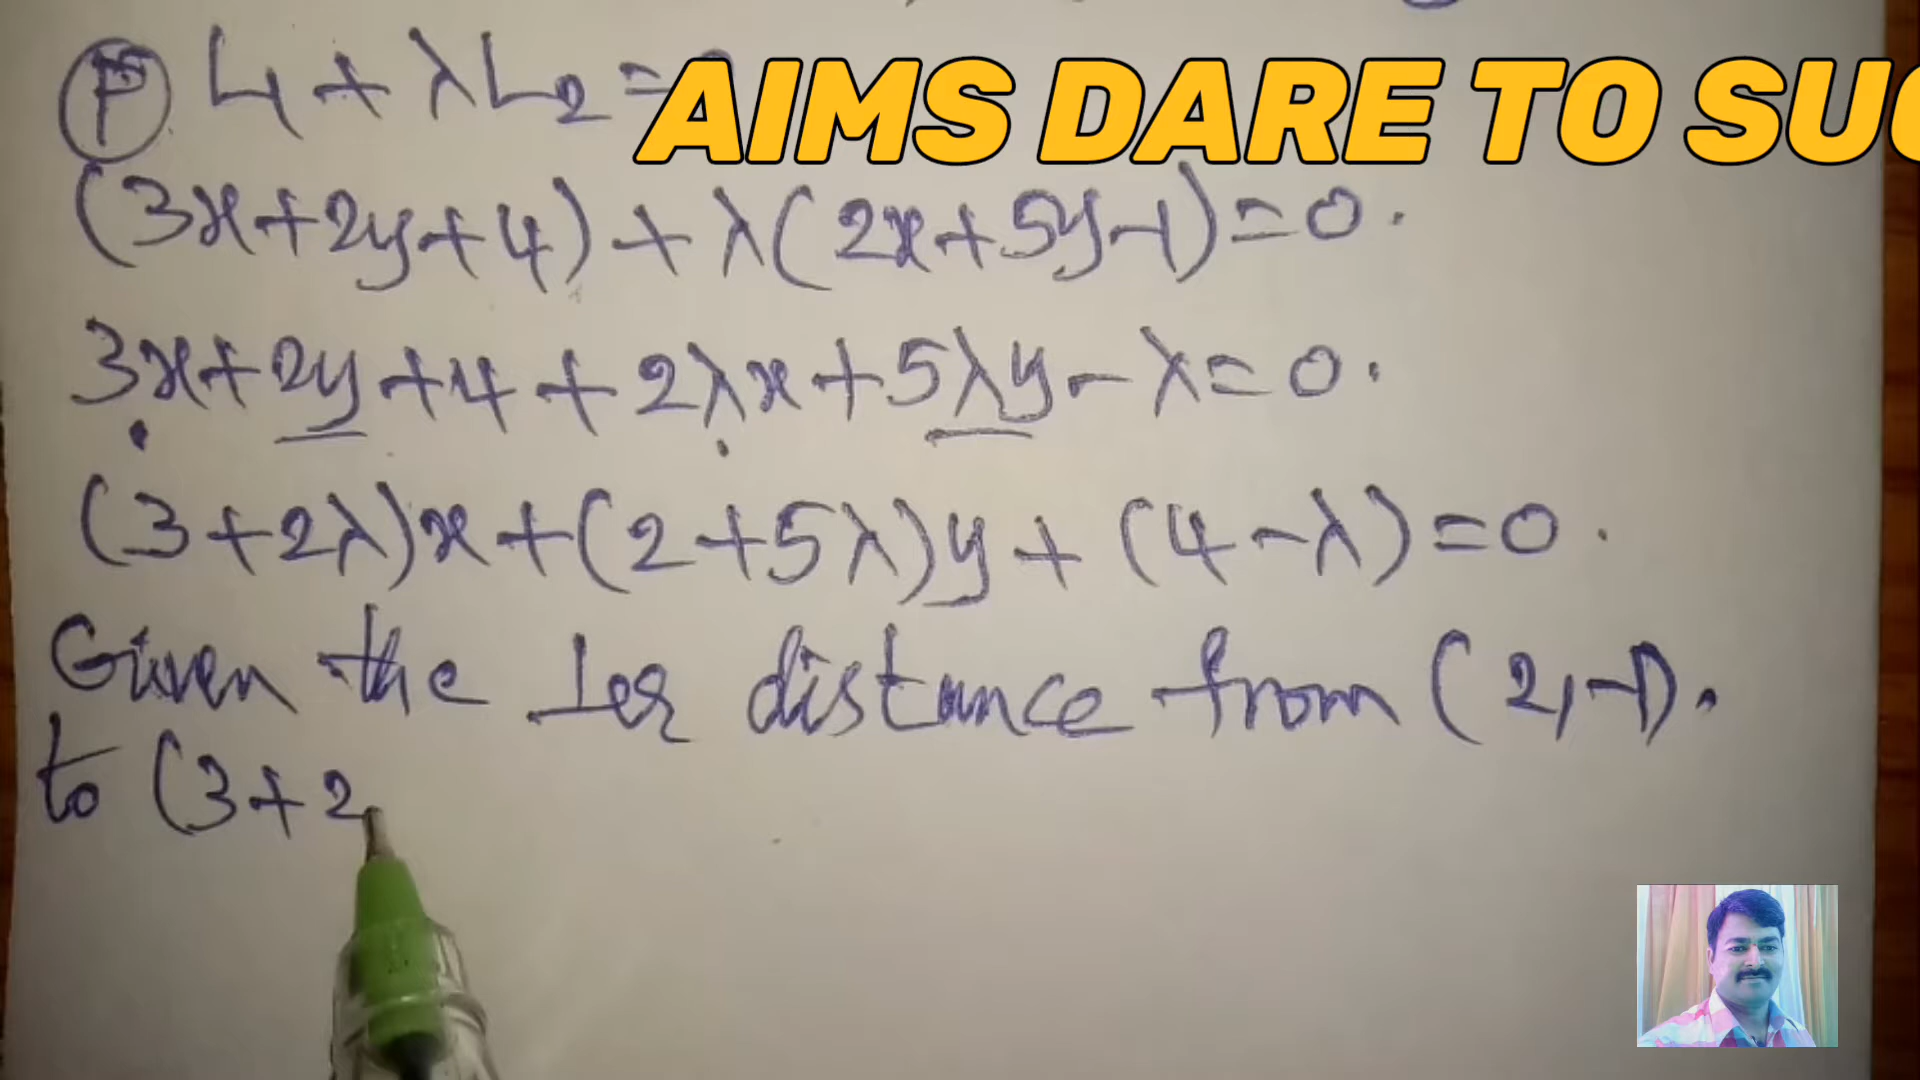 AIMS DARE TO SU
P L1 + λL2 =
(3x+2y+4) + λ(2x+5y-1)=0.
3x+2y+4+2λx+5λy-λ=0.
(3+2λ)x+(2+5λ)y+(4-λ)=0.
Given the ⊥er distance from (2,-1).
to (3+2